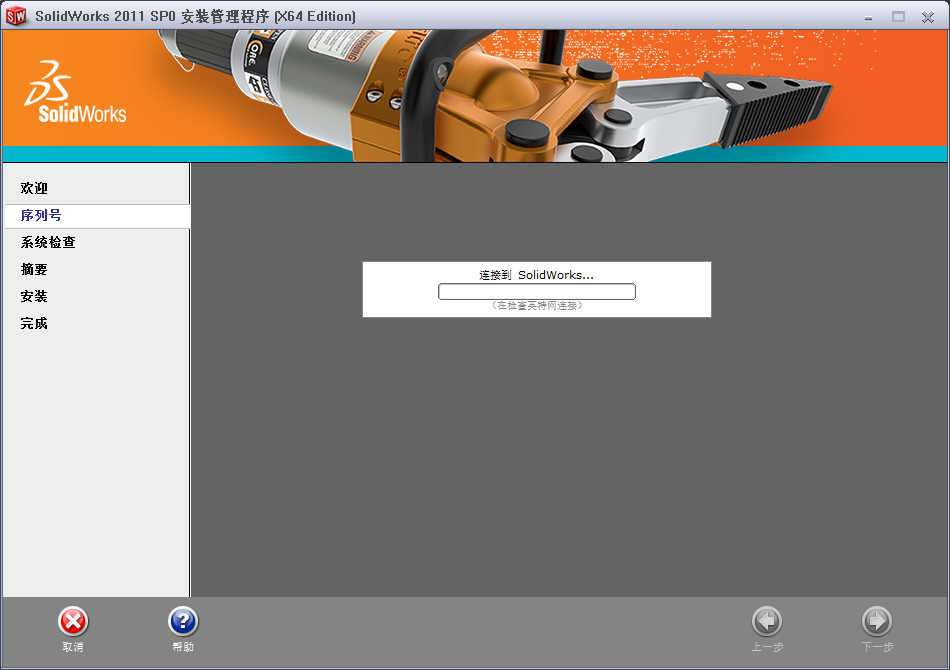 SolidWorks 2011 SP0 安装管理程序 (X64 Edition)
SolidWorks
欢迎
序列号
系统检查
摘要
安装
完成
连接到 SolidWorks...
(在检查英特网连接)
取消
帮助
上一步
下一步